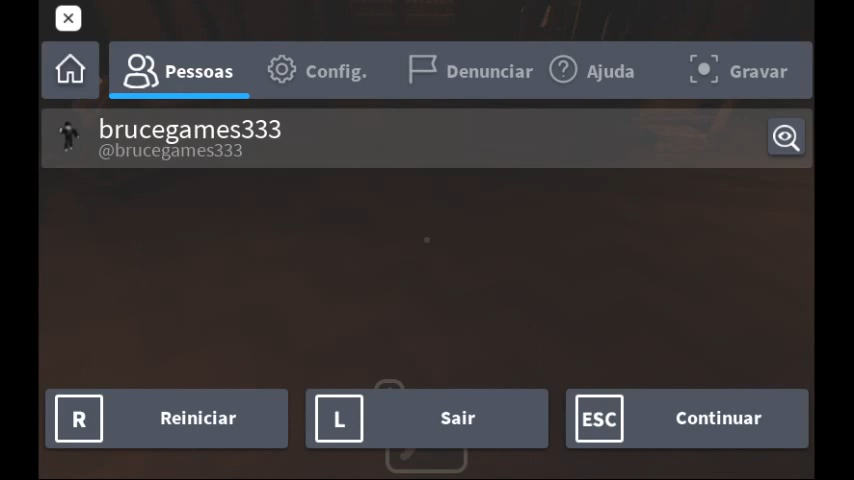 Pessoas
Config.
Denunciar
Ajuda
Gravar
brucegames333
@brucegames333
R Reiniciar
L Sair
ESC Continuar